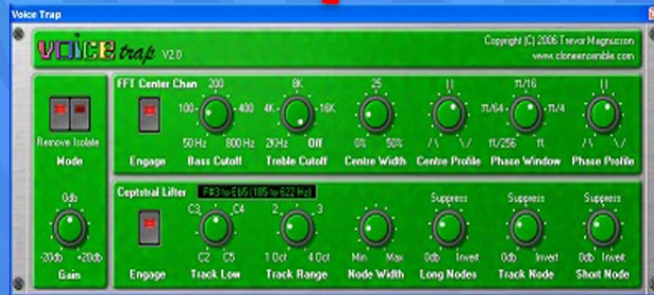 Voice Trap
VOICE trap V2.0
Copyright (C) 2006 Trevor Magnusson
www.cloneensemble.com
Remove Isolate
Mode
0db
-20db +20db
Gain
FFT Center Chan
Engage
200
100 400
50 Hz 800 Hz
Bass Cutoff
8K
4K 16K
2KHz Off
Treble Cutoff
25
0% 50%
Centre Width
| |
/ \ \ /
Centre Profile
π/16
π/64 π/4
π/256 π
Phase Window
| |
/ \ \ /
Phase Profile
Cepstral Lifter
F#3 to Eb5 (185 to 622 Hz)
Engage
C3 C4
C2 C5
Track Low
2 3
1 Oct 4 Oct
Track Range
Min Max
Node Width
Suppress
0db Invert
Long Nodes
Suppress
0db Invert
Track Node
Suppress
0db Invert
Short Node